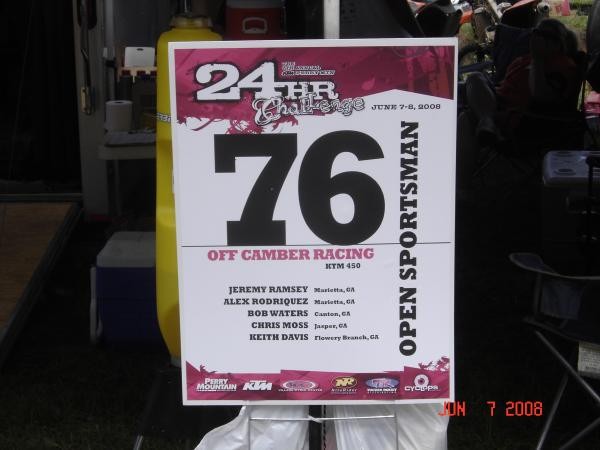 24HR
Challenge
JUNE 7-8, 2008
76
OPEN SPORTSMAN
OFF CAMBER RACING
KTM 450
JEREMY RAMSEY Marietta, GA
ALEX RODRIQUEZ Marietta, GA
BOB WATERS Canton, GA
CHRIS MOSS Jasper, GA
KEITH DAVIS Flowery Branch, GA
PERRY MOUNTAIN
KTM
NR
CYCLOPS
JUN 7 2008